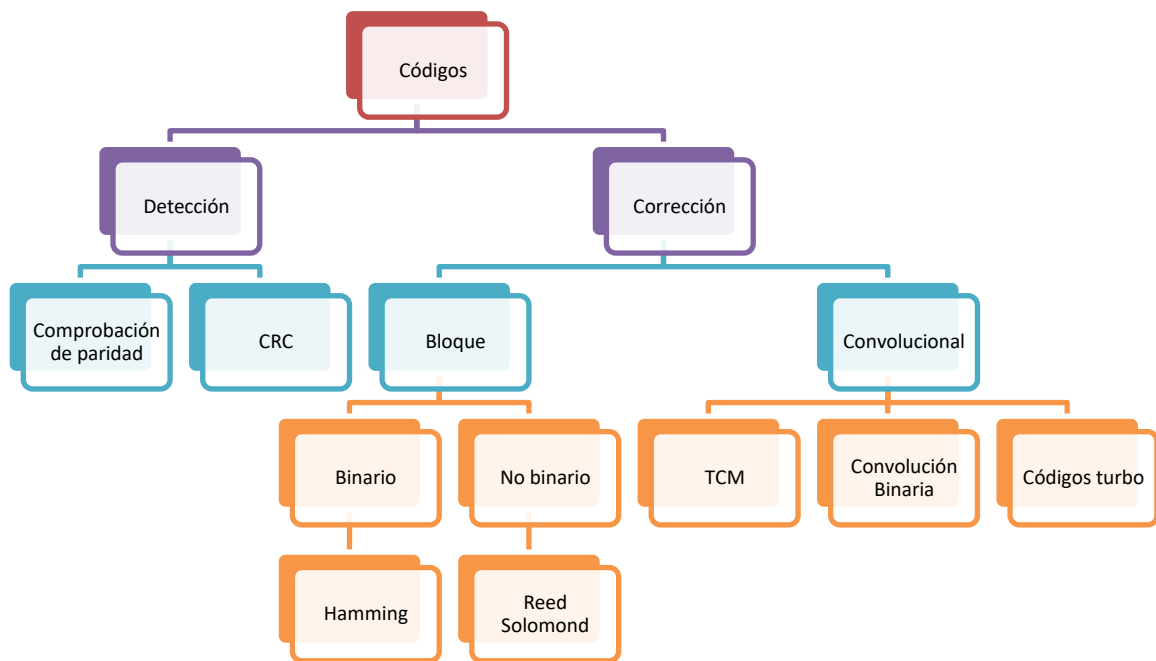 Códigos
Detección
Corrección
Comprobación
de paridad
CRC
Bloque
Convolucional
Binario
No binario
TCM
Convolución
Binaria
Códigos turbo
Hamming
Reed
Solomond